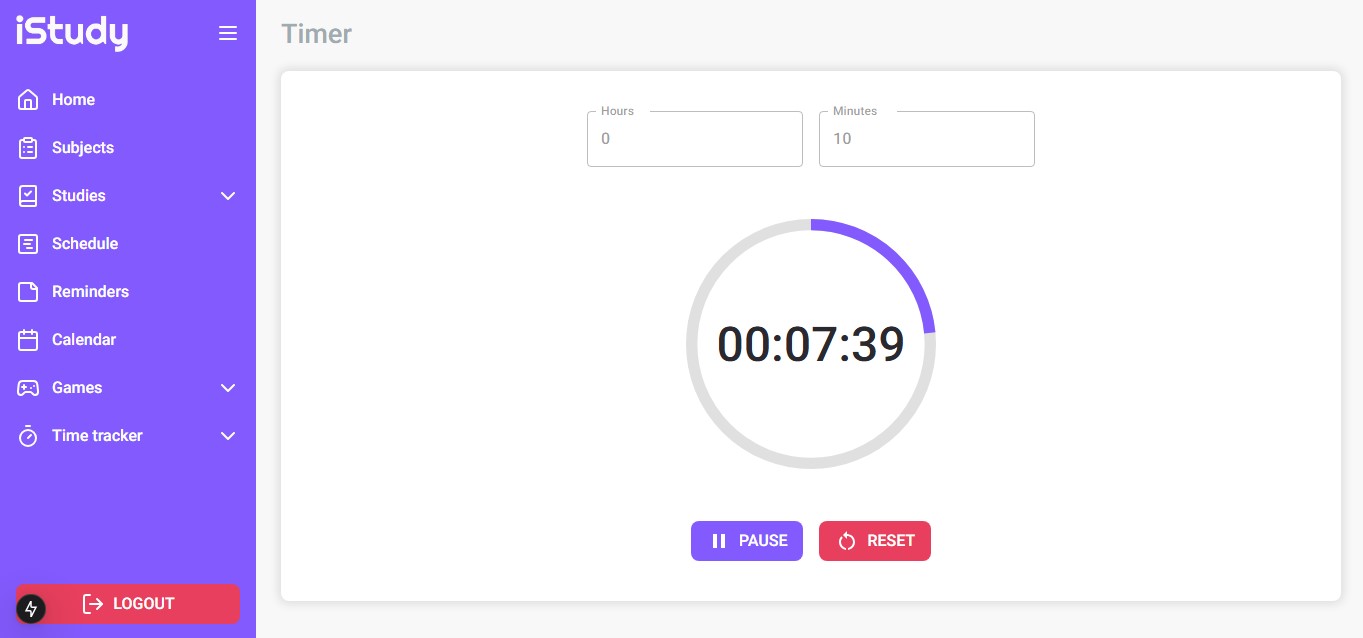 iStudy
Home
Subjects
Studies
Schedule
Reminders
Calendar
Games
Time tracker
LOGOUT
Timer
Hours
0
Minutes
10
00:07:39
PAUSE
RESET